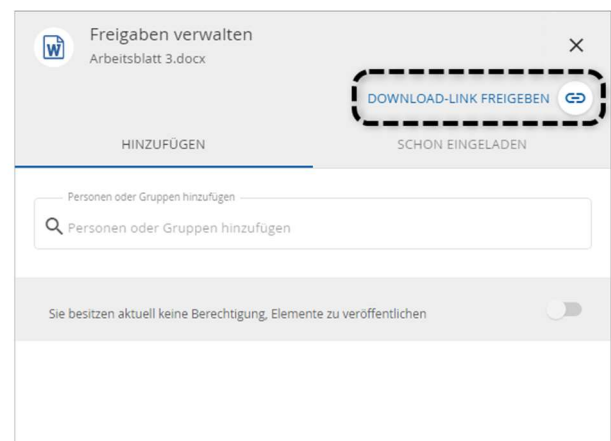 Freigaben verwalten
Arbeitsblatt 3.docx
DOWNLOAD-LINK FREIGEBEN
HINZUFÜGEN
SCHON EINGELADEN
Personen oder Gruppen hinzufügen
Personen oder Gruppen hinzufügen
Sie besitzen aktuell keine Berechtigung, Elemente zu veröffentlichen